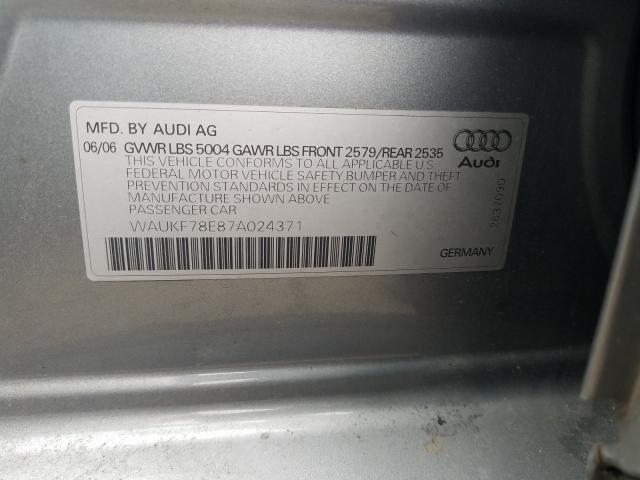 MFD. BY AUDI AG
06/06 GVWR LBS 5004 GAWR LBS FRONT 2579/REAR 2535
THIS VEHICLE CONFORMS TO ALL APPLICABLE U.S.
FEDERAL MOTOR VEHICLE SAFETY, BUMPER AND THEFT
PREVENTION STANDARDS IN EFFECT ON THE DATE OF
MANUFACTURE SHOWN ABOVE
PASSENGER CAR
WAUKF78E87A024371
Audi
2637090
GERMANY